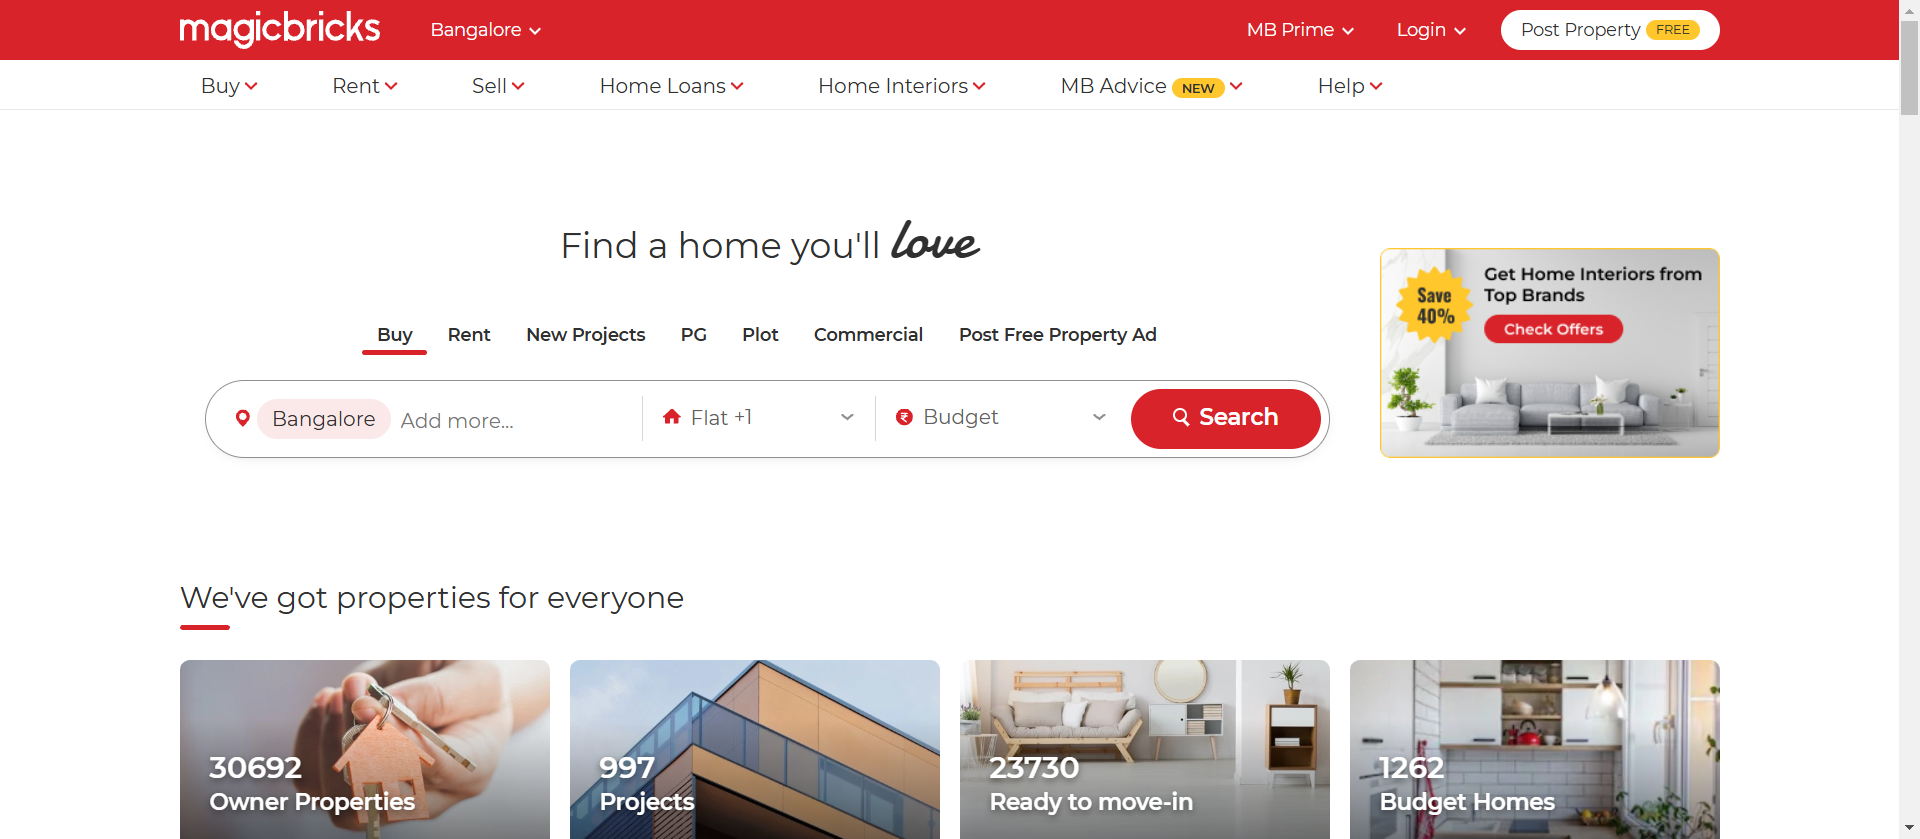 magicbricks
Bangalore
MB Prime
Login
Post Property FREE
Buy
Rent
Sell
Home Loans
Home Interiors
MB Advice NEW
Help
Find a home you'll love
Get Home Interiors from
Top Brands
Save
40%
Check Offers
Buy
Rent
New Projects
PG
Plot
Commercial
Post Free Property Ad
Bangalore
Add more...
Flat +1
Budget
Search
We've got properties for everyone
30692
Owner Properties
997
Projects
23730
Ready to move-in
1262
Budget Homes